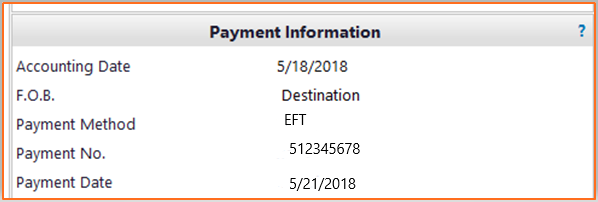 Payment Information ?
Accounting Date 5/18/2018
F.O.B. Destination
Payment Method EFT
Payment No. 512345678
Payment Date 5/21/2018